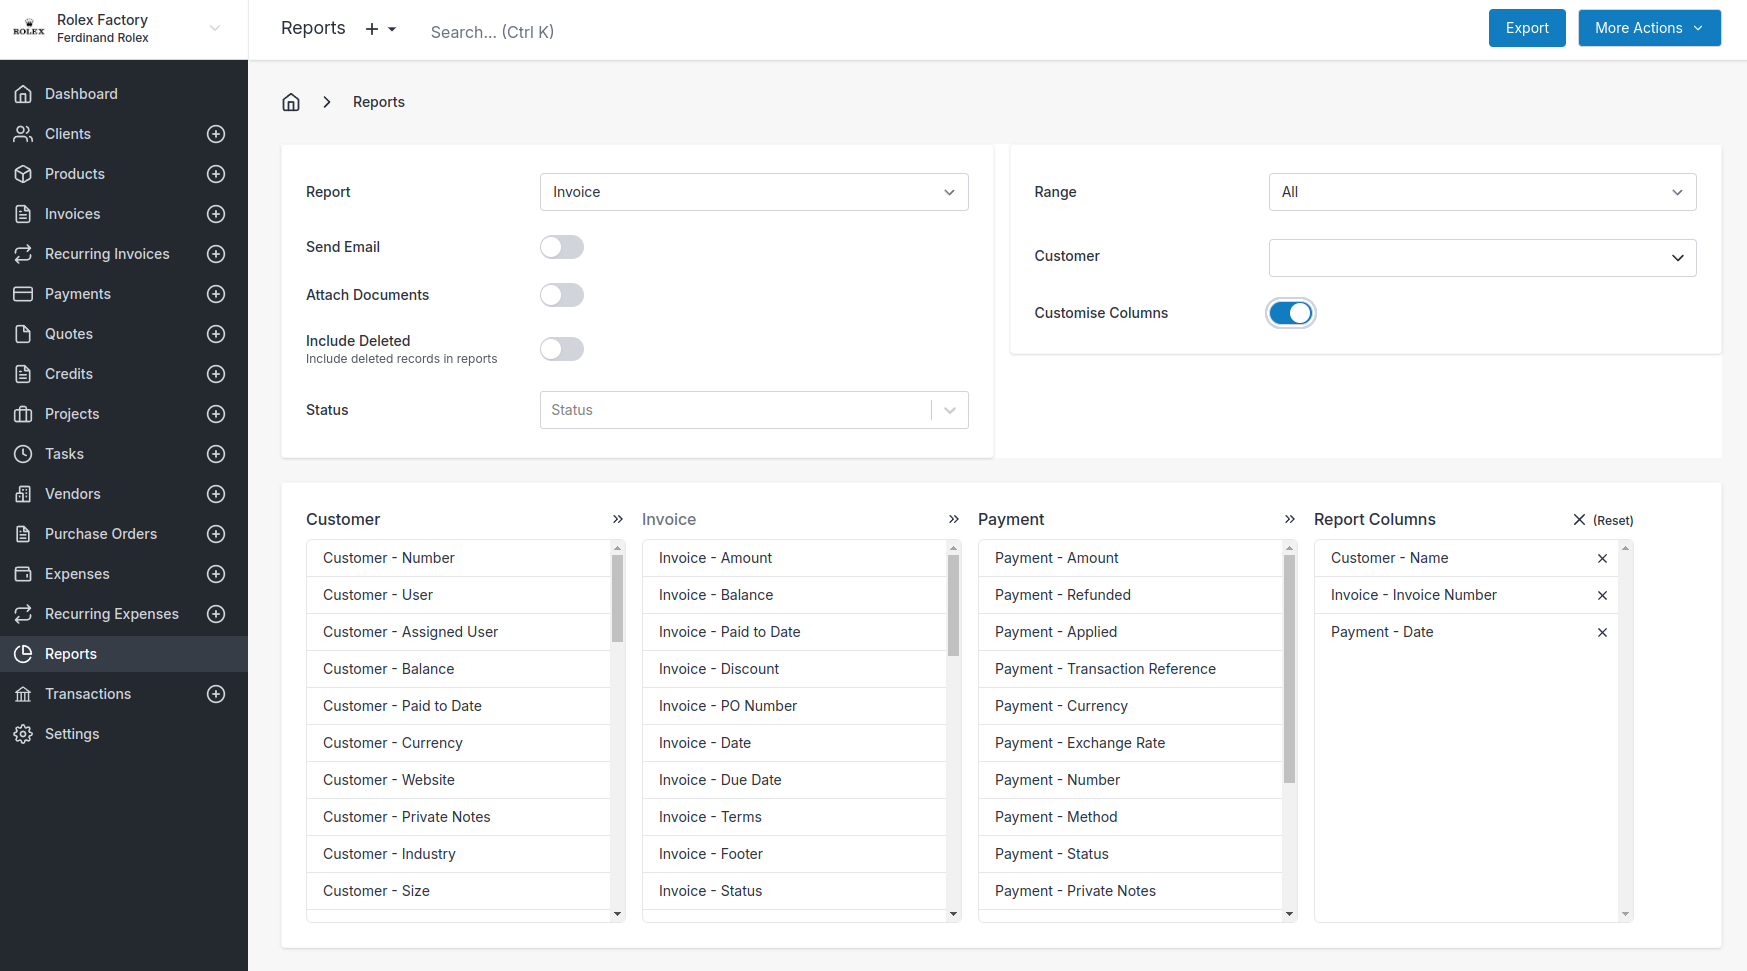 ROLEX
Rolex Factory
Ferdinand Rolex
Reports
Search... (Ctrl K)
Export
More Actions
Dashboard
Clients
Products
Invoices
Recurring Invoices
Payments
Quotes
Credits
Projects
Tasks
Vendors
Purchase Orders
Expenses
Recurring Expenses
Reports
Transactions
Settings
Reports
Report
Invoice
Send Email
Attach Documents
Include Deleted
Include deleted records in reports
Status
Status
Range
All
Customer
Customise Columns
Customer
Customer - Number
Customer - User
Customer - Assigned User
Customer - Balance
Customer - Paid to Date
Customer - Currency
Customer - Website
Customer - Private Notes
Customer - Industry
Customer - Size
Invoice
Invoice - Amount
Invoice - Balance
Invoice - Paid to Date
Invoice - Discount
Invoice - PO Number
Invoice - Date
Invoice - Due Date
Invoice - Terms
Invoice - Footer
Invoice - Status
Payment
Payment - Amount
Payment - Refunded
Payment - Applied
Payment - Transaction Reference
Payment - Currency
Payment - Exchange Rate
Payment - Number
Payment - Method
Payment - Status
Payment - Private Notes
Report Columns
(Reset)
Customer - Name
Invoice - Invoice Number
Payment - Date